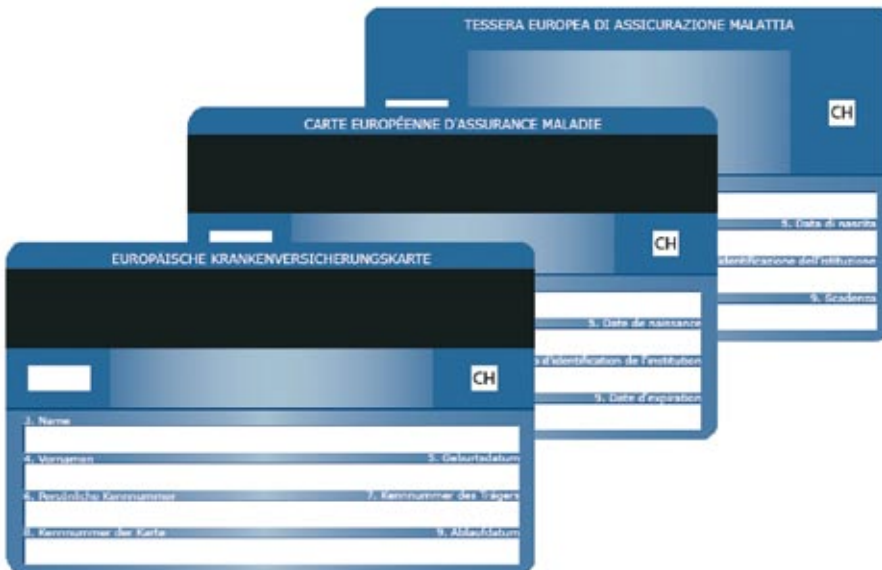 TESSERA EUROPEA DI ASSICURAZIONE MALATTIA
CH
5. Data di nascita
identificazione dell'istituzione
9. Scadenza
CARTE EUROPÉENNE D'ASSURANCE MALADIE
CH
5. Date de naissance
d'identification de l'institution
9. Date d'expiration
EUROPÄISCHE KRANKENVERSICHERUNGSKARTE
CH
3. Name
4. Vornamen 5. Geburtsdatum
6. Persönliche Kennnummer 7. Kennnummer des Trägers
8. Kennnummer der Karte 9. Ablaufdatum